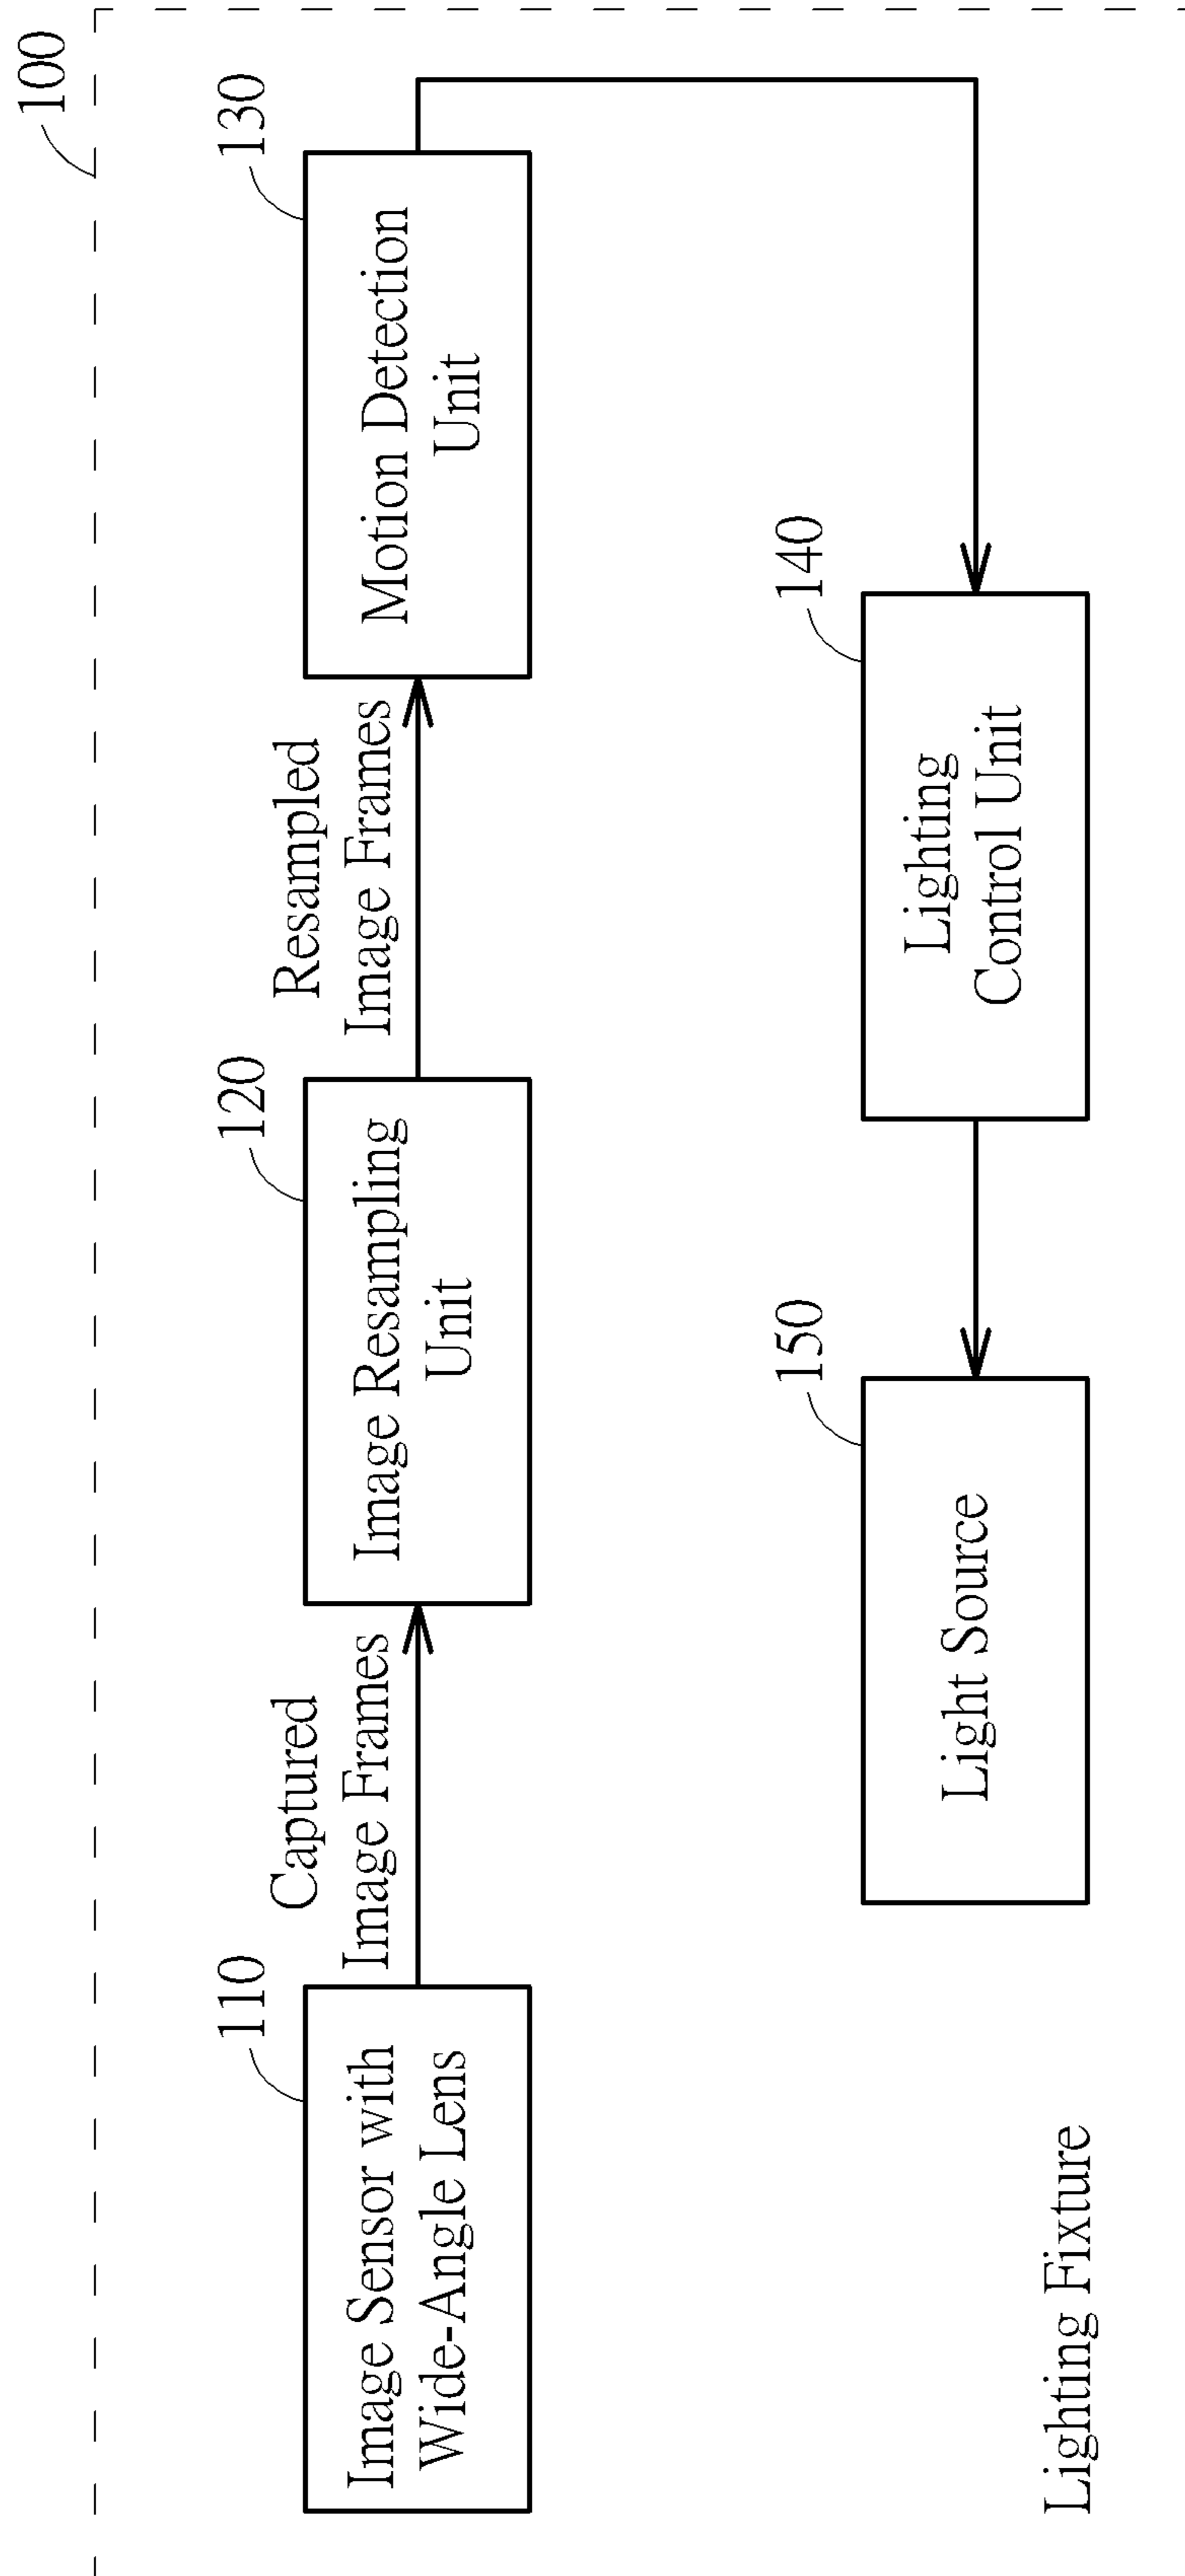 100
110
Image Sensor with
Wide-Angle Lens
Captured
Image Frames
120
Image Resampling
Unit
Resampled
Image Frames
130
Motion Detection
Unit
150
Light Source
140
Lighting
Control Unit
Lighting Fixture